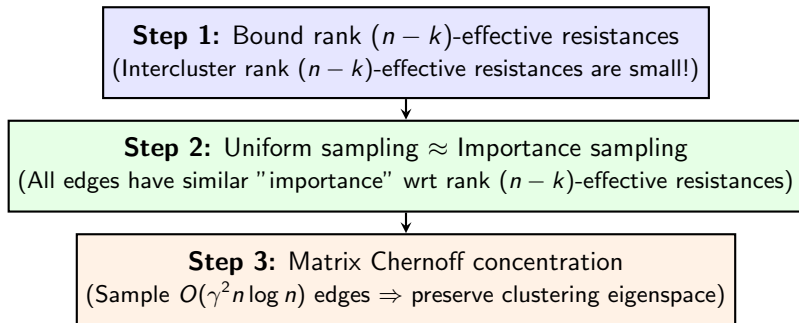 Step 1: Bound rank (n − k)-effective resistances
(Intercluster rank (n − k)-effective resistances are small!)
Step 2: Uniform sampling ≈ Importance sampling
(All edges have similar ”importance” wrt rank (n − k)-effective resistances)
Step 3: Matrix Chernoff concentration
(Sample O(γ²n log n) edges ⇒ preserve clustering eigenspace)